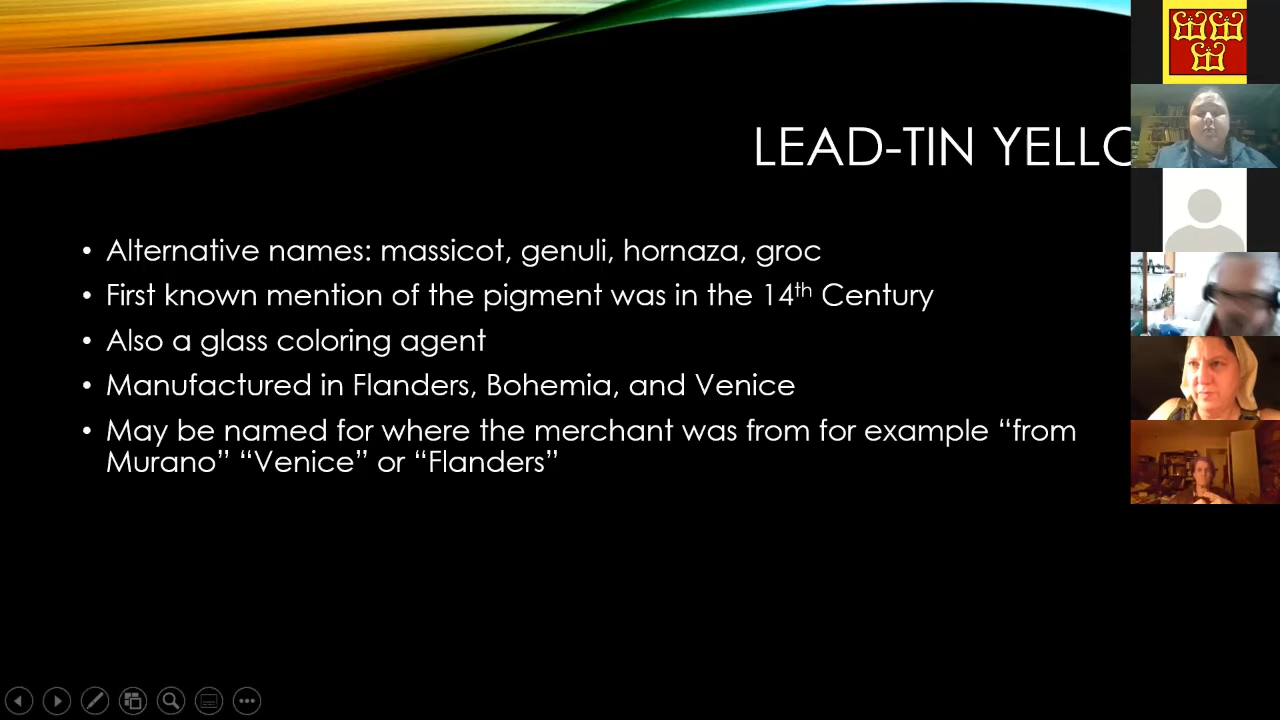 LEAD-TIN YELLO
• Alternative names: massicot, genuli, hornaza, groc
• First known mention of the pigment was in the 14th Century
• Also a glass coloring agent
• Manufactured in Flanders, Bohemia, and Venice
• May be named for where the merchant was from for example “from
Murano” “Venice” or “Flanders”